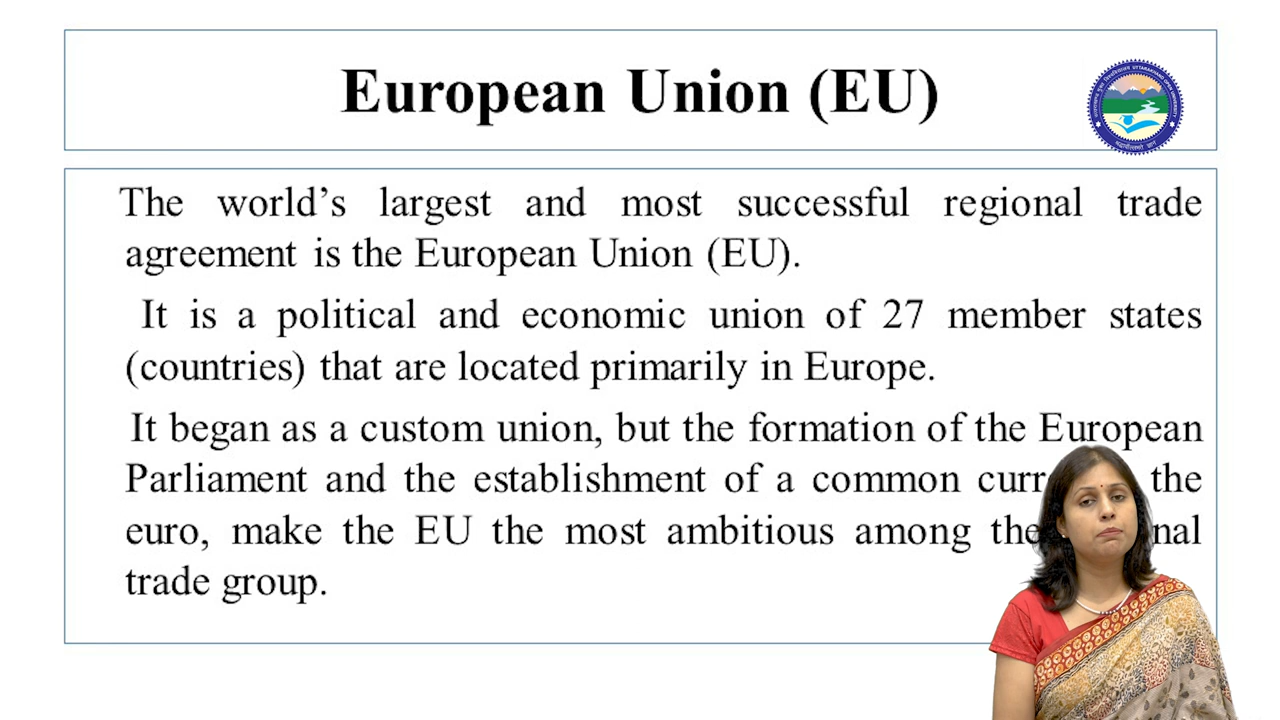 European Union (EU)
UTTARAKHAND OPEN UNIVERSITY
The world’s largest and most successful regional trade
agreement is the European Union (EU).
It is a political and economic union of 27 member states
(countries) that are located primarily in Europe.
It began as a custom union, but the formation of the European
Parliament and the establishment of a common the
euro, make the EU the most ambitious among
trade group.